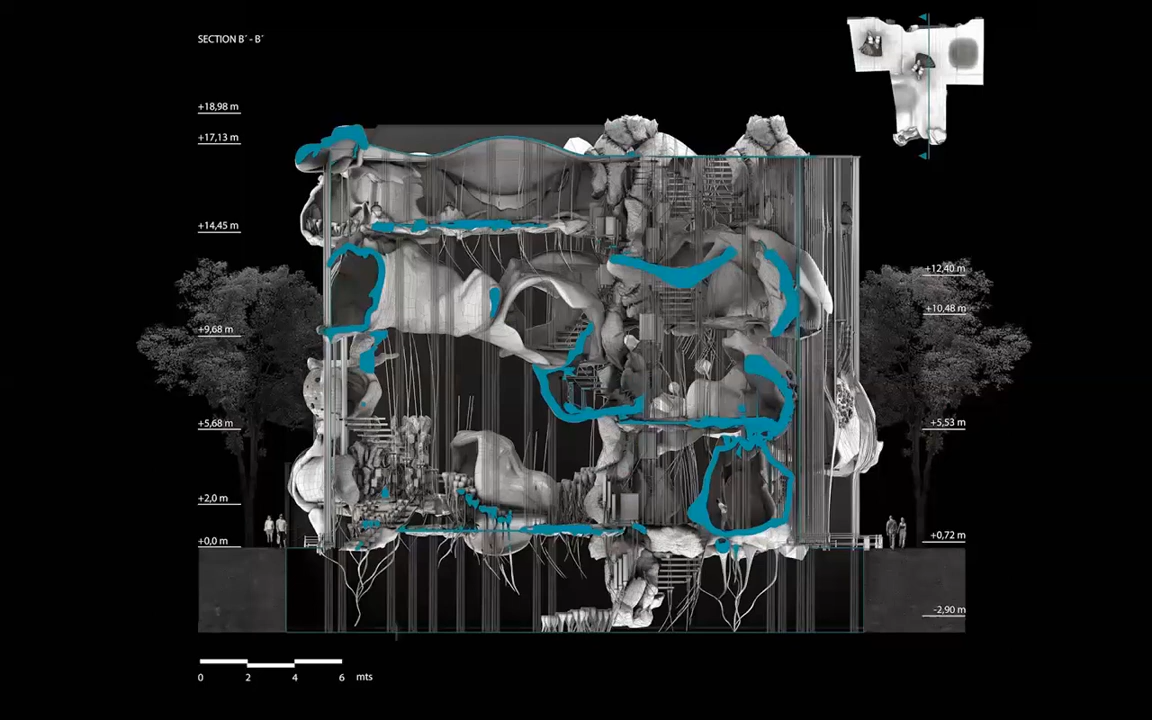 SECTION B´ - B´
+18,98 m
+17,13 m
+14,45 m
+9,68 m
+5,68 m
+2,0 m
+0,0 m
+12,40 m
+10,48 m
+5,53 m
+0,72 m
-2,90 m
0 2 4 6 mts